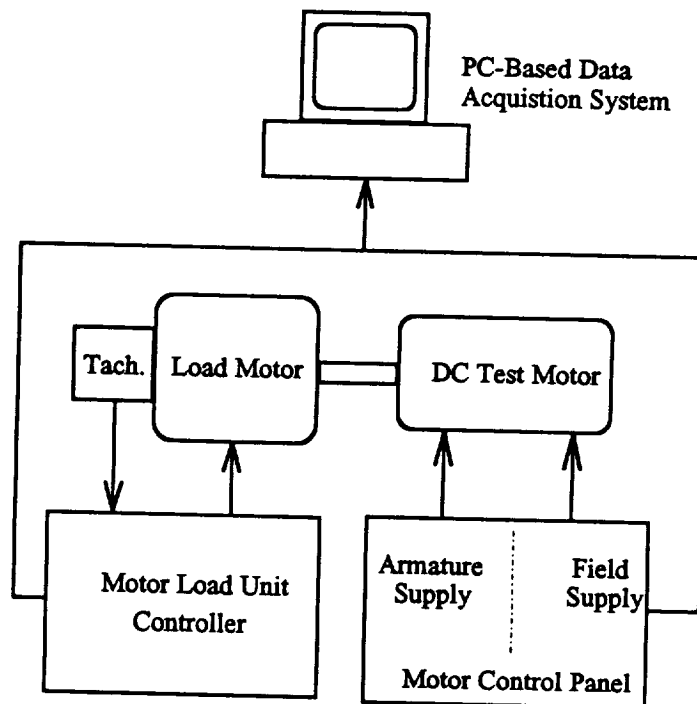 PC-Based Data
Acquistion System
Tach.
Load Motor
DC Test Motor
Motor Load Unit
Controller
Armature
Supply
Field
Supply
Motor Control Panel